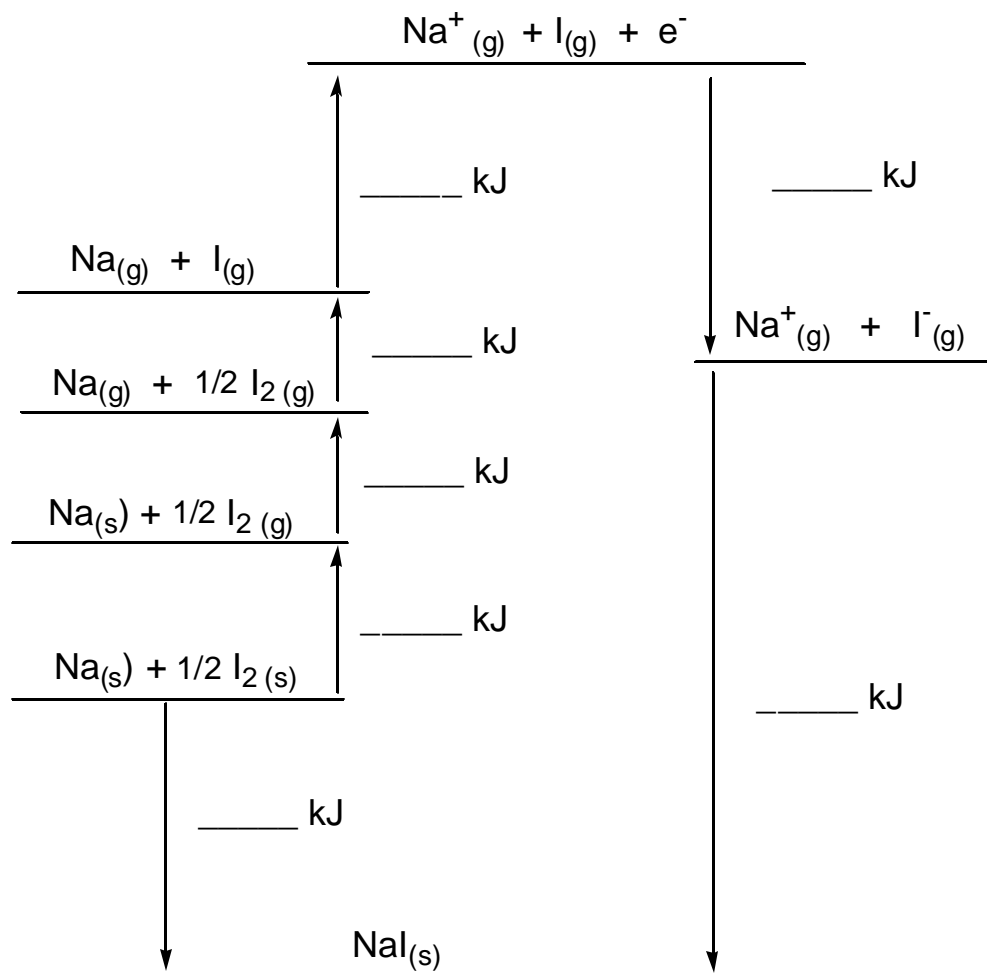 Na⁺ (g) + I(g) + e⁻
_____ kJ
_____ kJ
Na(g) + I(g)
Na⁺(g) + I⁻(g)
_____ kJ
Na(g) + 1/2 I₂ (g)
_____ kJ
Na(s) + 1/2 I₂ (g)
_____ kJ
Na(s) + 1/2 I₂ (s)
_____ kJ
_____ kJ
NaI(s)